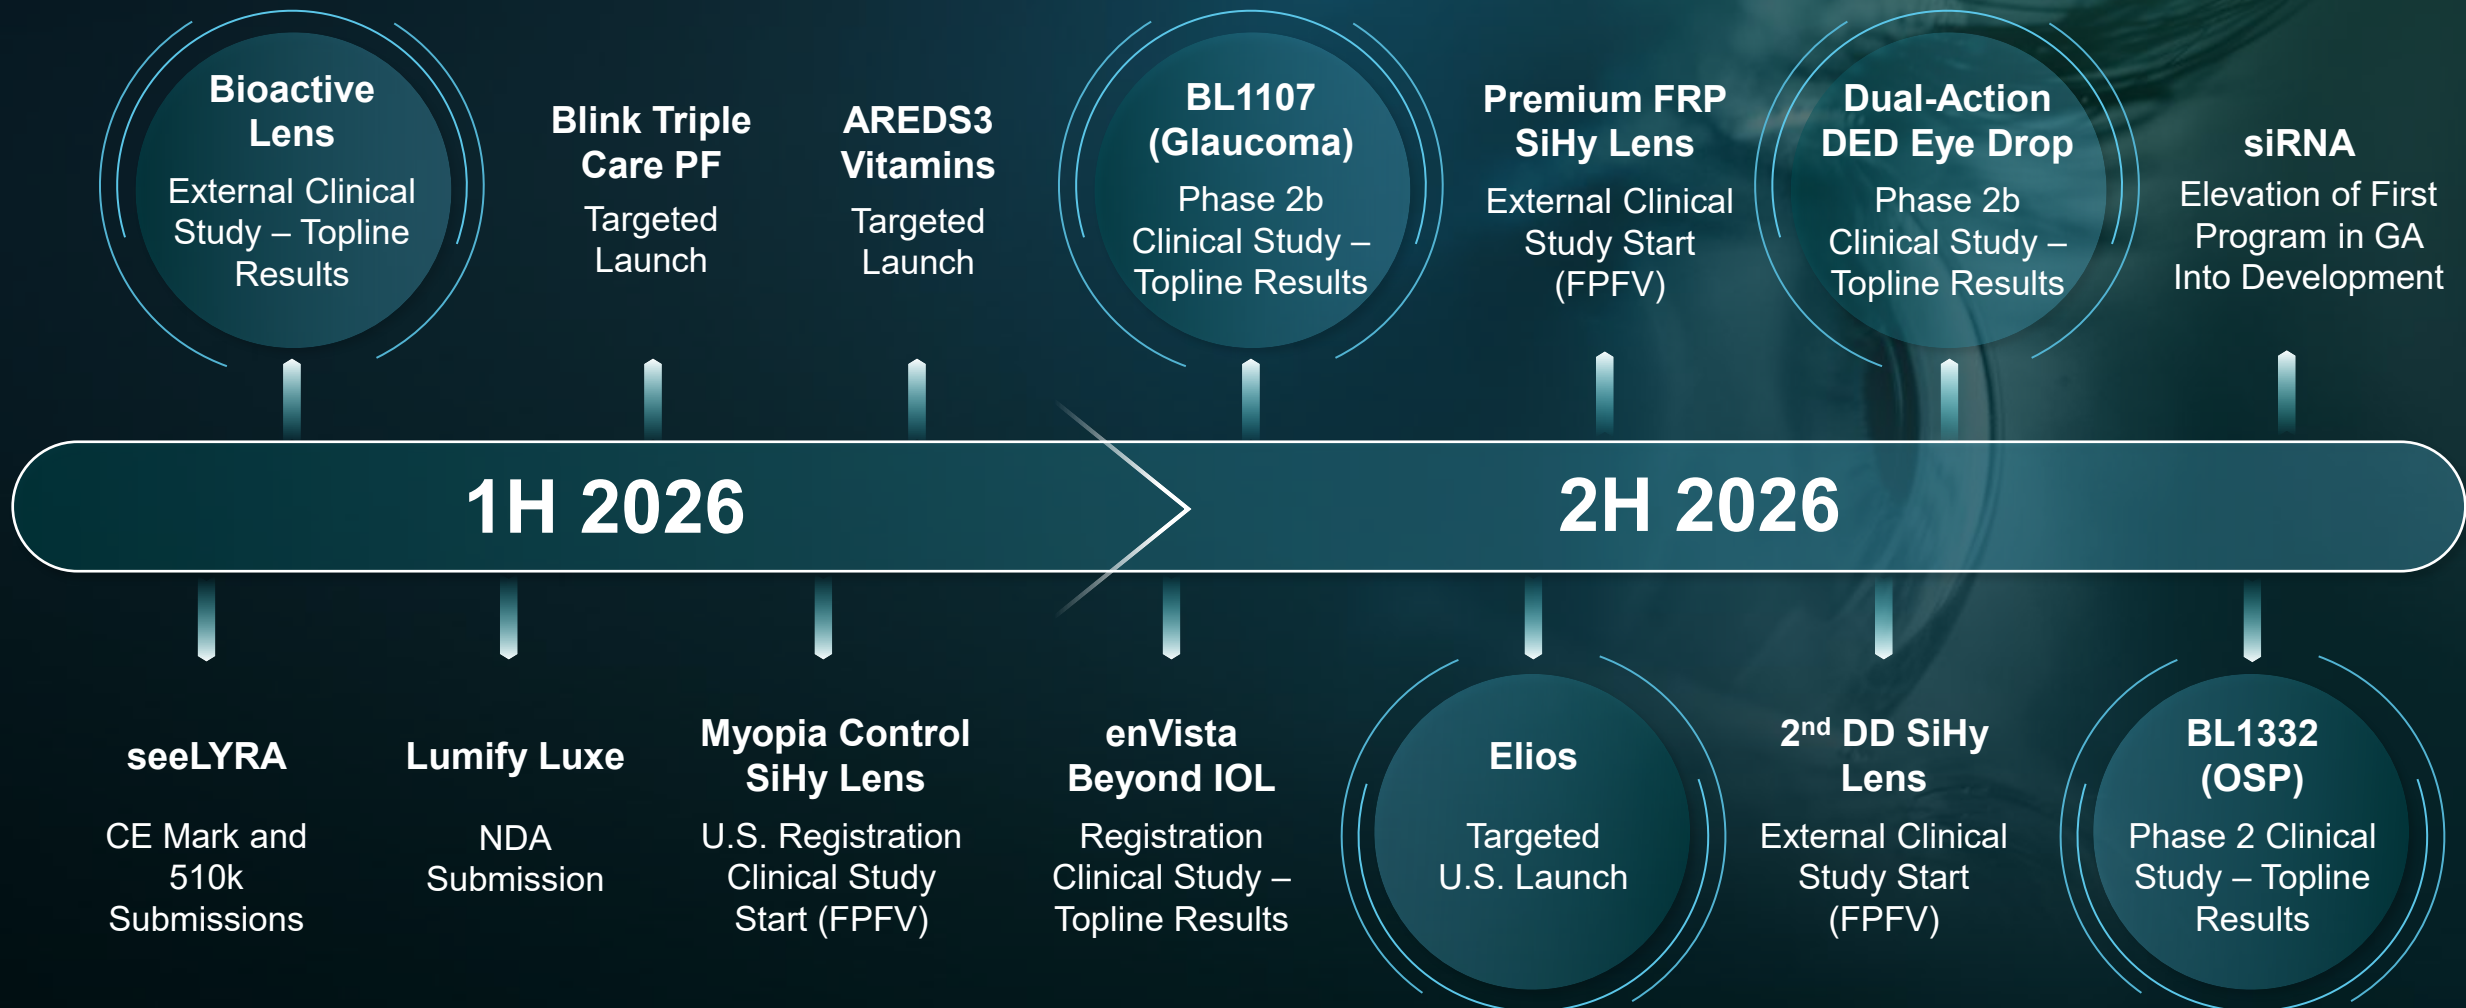 Bioactive
Lens
External Clinical
Study – Topline
Results
Blink Triple
Care PF
Targeted
Launch
AREDS3
Vitamins
Targeted
Launch
BL1107
(Glaucoma)
Phase 2b
Clinical Study –
Topline Results
Premium FRP
SiHy Lens
External Clinical
Study Start
(FPFV)
Dual-Action
DED Eye Drop
Phase 2b
Clinical Study –
Topline Results
siRNA
Elevation of First
Program in GA
Into Development
1H 2026
2H 2026
seeLYRA
CE Mark and
510k
Submissions
Lumify Luxe
NDA
Submission
Myopia Control
SiHy Lens
U.S. Registration
Clinical Study
Start (FPFV)
enVista
Beyond IOL
Registration
Clinical Study –
Topline Results
Elios
Targeted
U.S. Launch
2nd DD SiHy
Lens
External Clinical
Study Start
(FPFV)
BL1332
(OSP)
Phase 2 Clinical
Study – Topline
Results